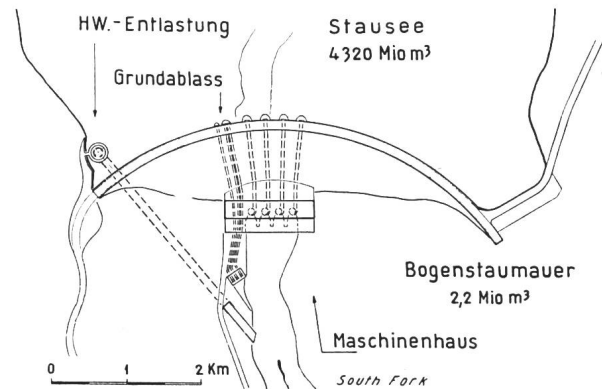 HW.-Entlastung
Stausee
4320 Mio m³
Grundablass
Bogenstaumauer
2,2 Mio m³
Maschinenhaus
0 1 2 Km
South Fork